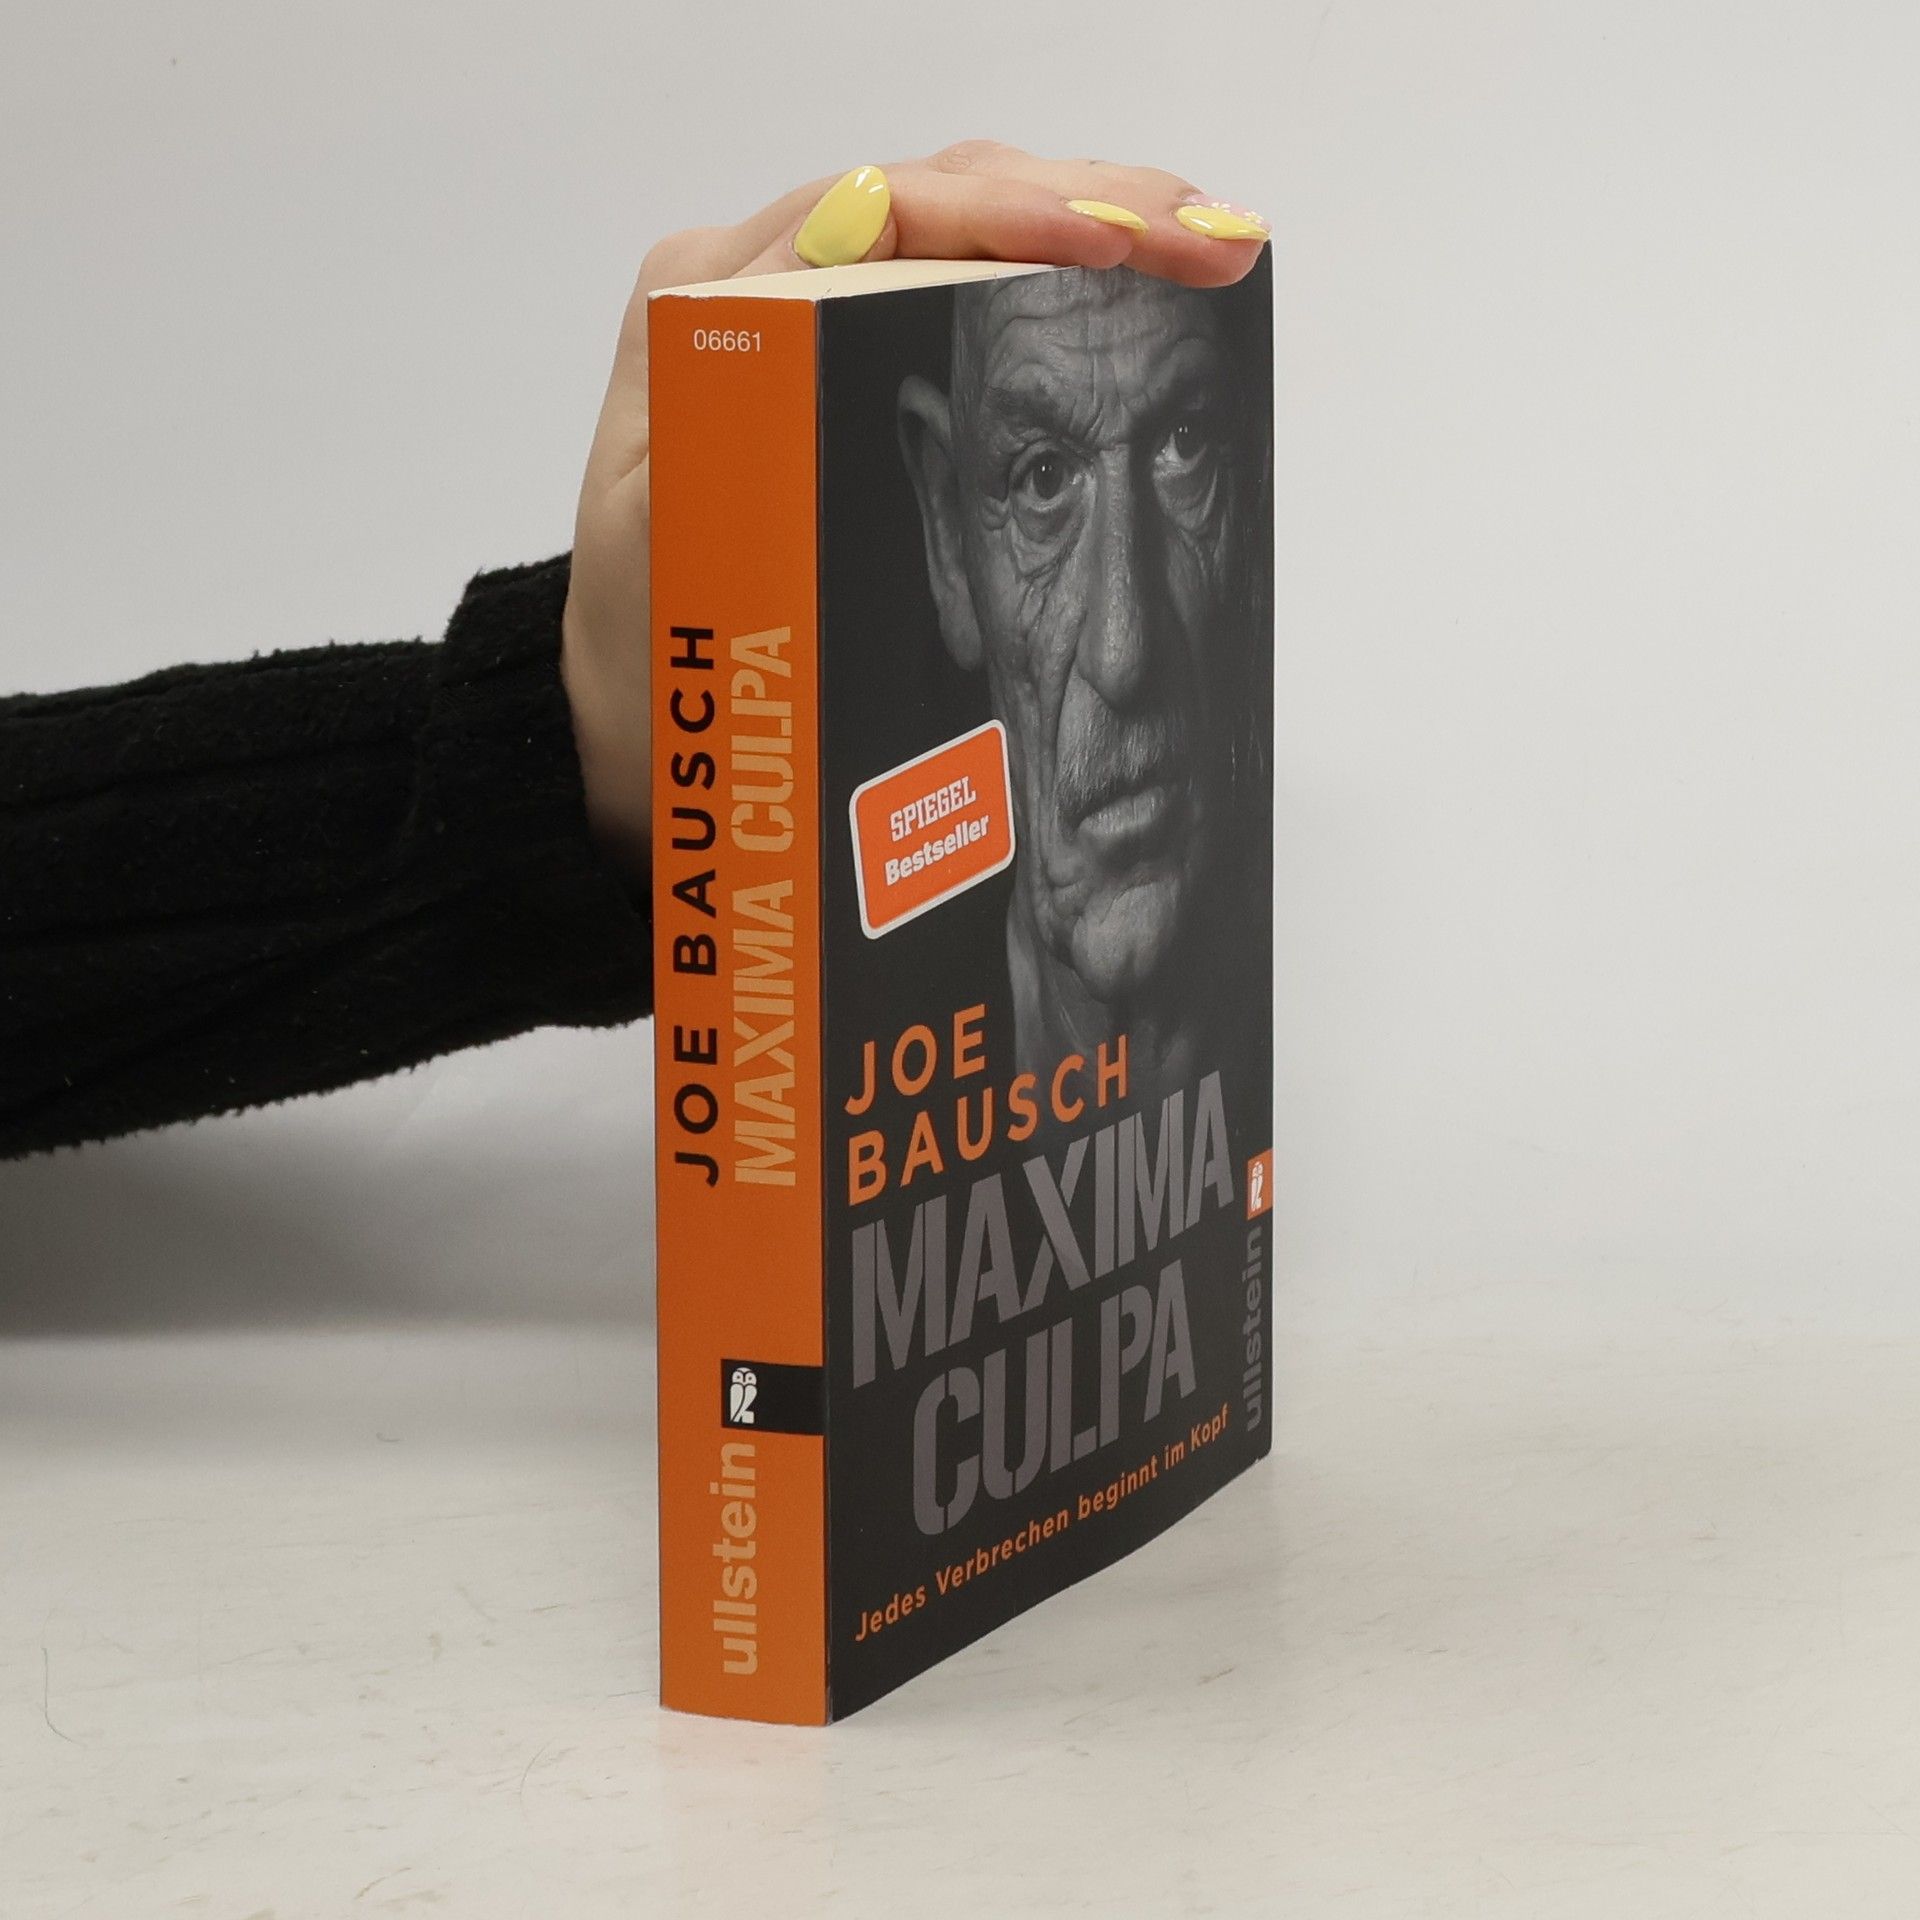 06661
JOE BAUSCH
MAXIMA CULPA
ullstein
SPIEGEL
Bestseller
JOE
BAUSCH
MAXIMA
CULPA
Jedes Verbrechen beginnt im Kopf
ullstein